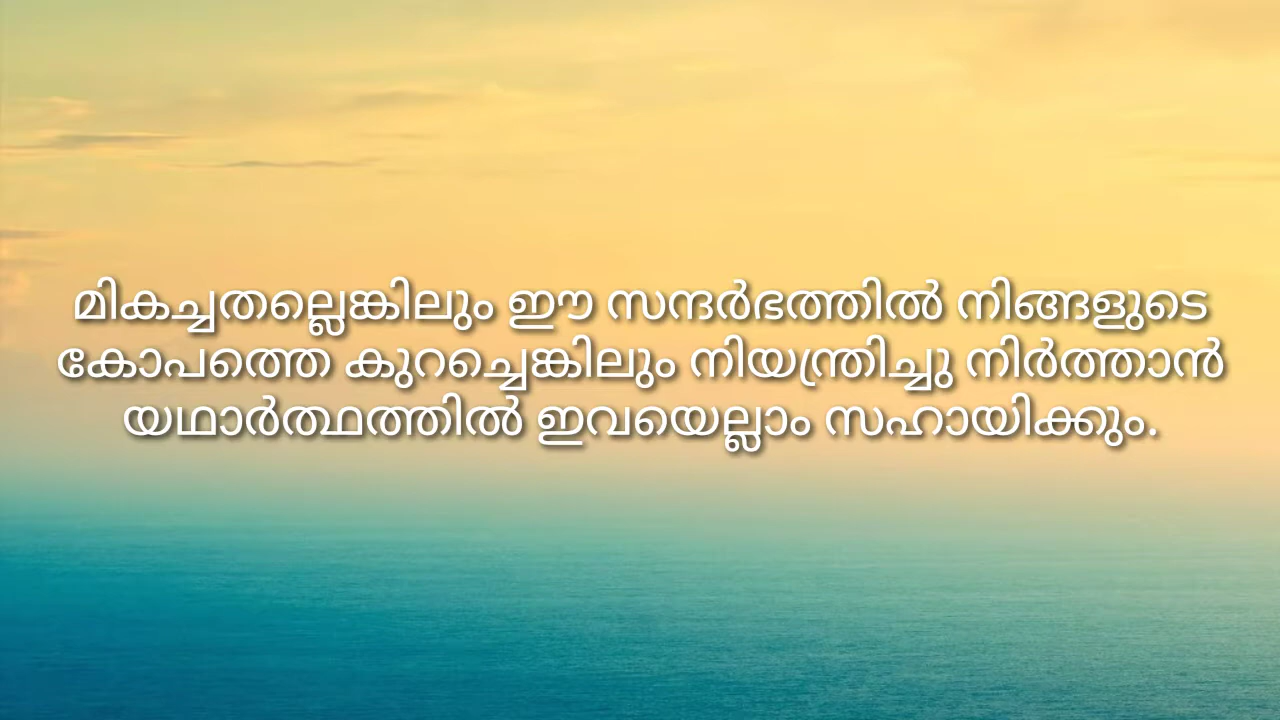 മികച്ചതല്ലെങ്കിലും ഈ സന്ദർഭത്തിൽ നിങ്ങളുടെ
കോപത്തെ കുറച്ചെങ്കിലും നിയന്ത്രിച്ചു നിർത്താൻ
യഥാർത്ഥത്തിൽ ഇവയെല്ലാം സഹായിക്കും.